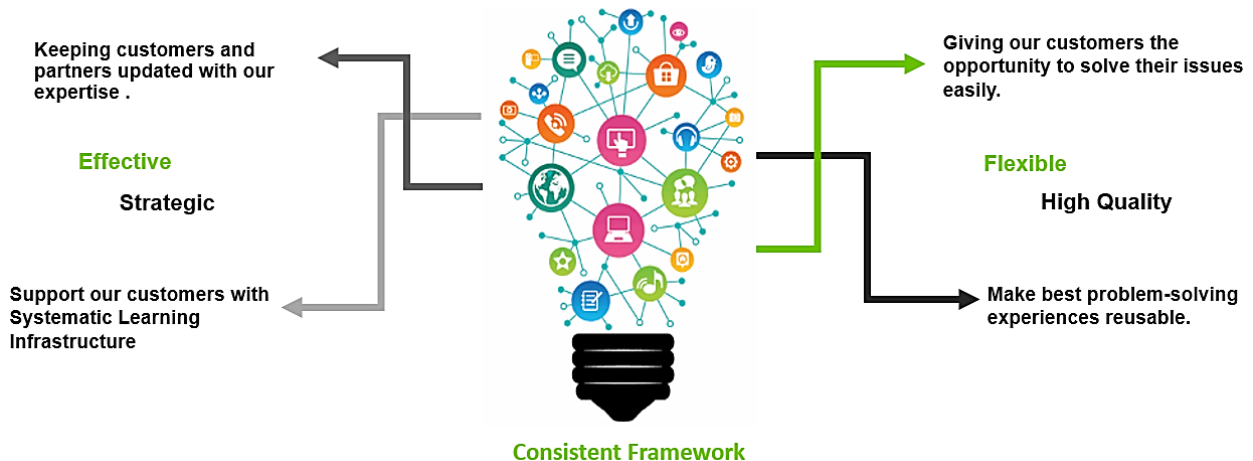 Keeping customers and
partners updated with our
expertise .
Effective
Strategic
Support our customers with
Systematic Learning
Infrastructure
Giving our customers the
opportunity to solve their issues
easily.
Flexible
High Quality
Make best problem-solving
experiences reusable.
Consistent Framework